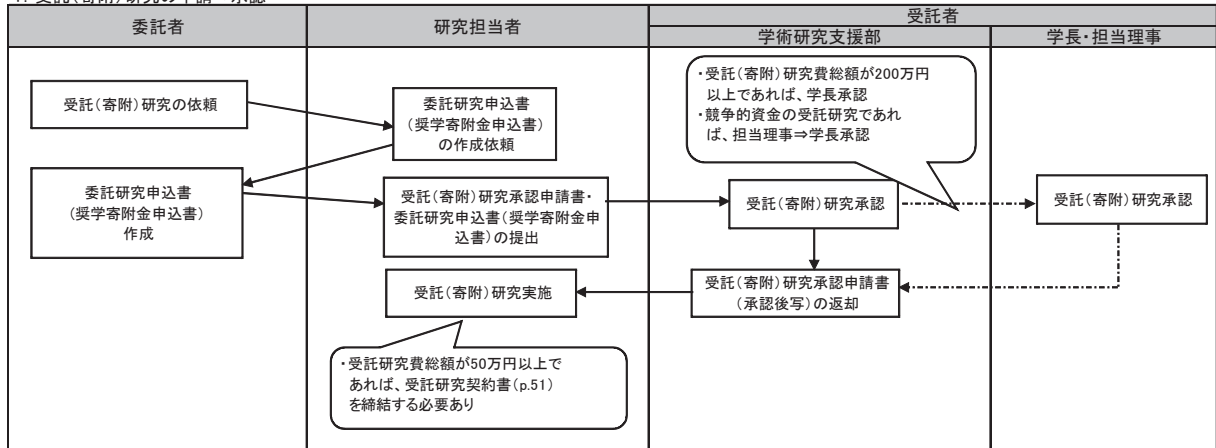 委託者
研究担当者
受託者
学術研究支援部
学長・担当理事
受託(寄附)研究の依頼
委託研究申込書
(奨学寄附金申込書)
の作成依頼
・受託(寄附)研究費総額が200万円
以上であれば、学長承認
・競争的資金の受託研究であれ
ば、担当理事⇒学長承認
委託研究申込書
(奨学寄附金申込書)
作成
受託(寄附)研究承認申請書・
委託研究申込書(奨学寄附金申
込書)の提出
受託(寄附)研究承認
受託(寄附)研究承認
受託(寄附)研究実施
受託(寄附)研究承認申請書
(承認後写)の返却
・受託研究費総額が50万円以上で
あれば、受託研究契約書(p.51)
を締結する必要あり